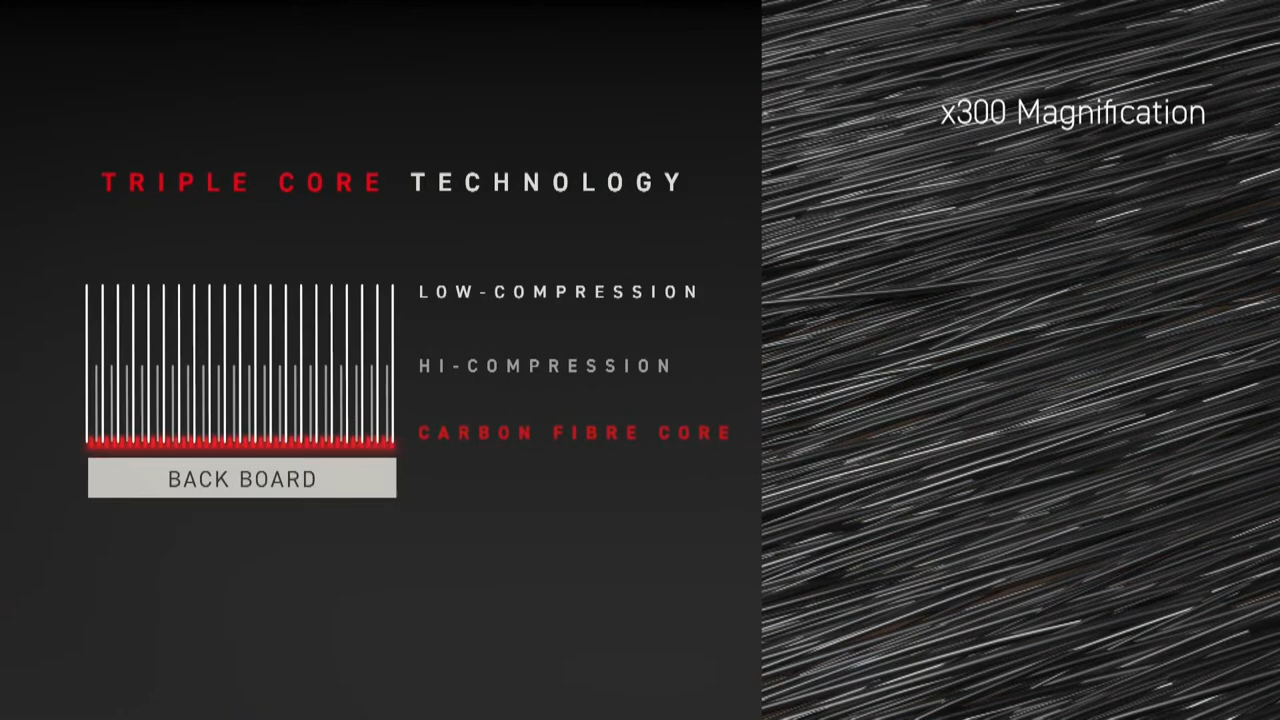 x300 Magnification
TRIPLE CORE TECHNOLOGY
LOW-COMPRESSION
HI-COMPRESSION
CARBON FIBRE CORE
BACK BOARD